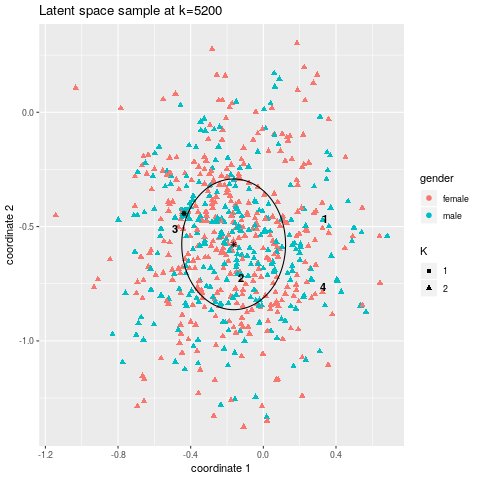 Latent space sample at k=5200
coordinate 2
0.0
-0.5
-1.0
-1.2
-0.8
-0.4
0.0
0.4
coordinate 1
1
3
2
4
gender
female
male
K
1
2